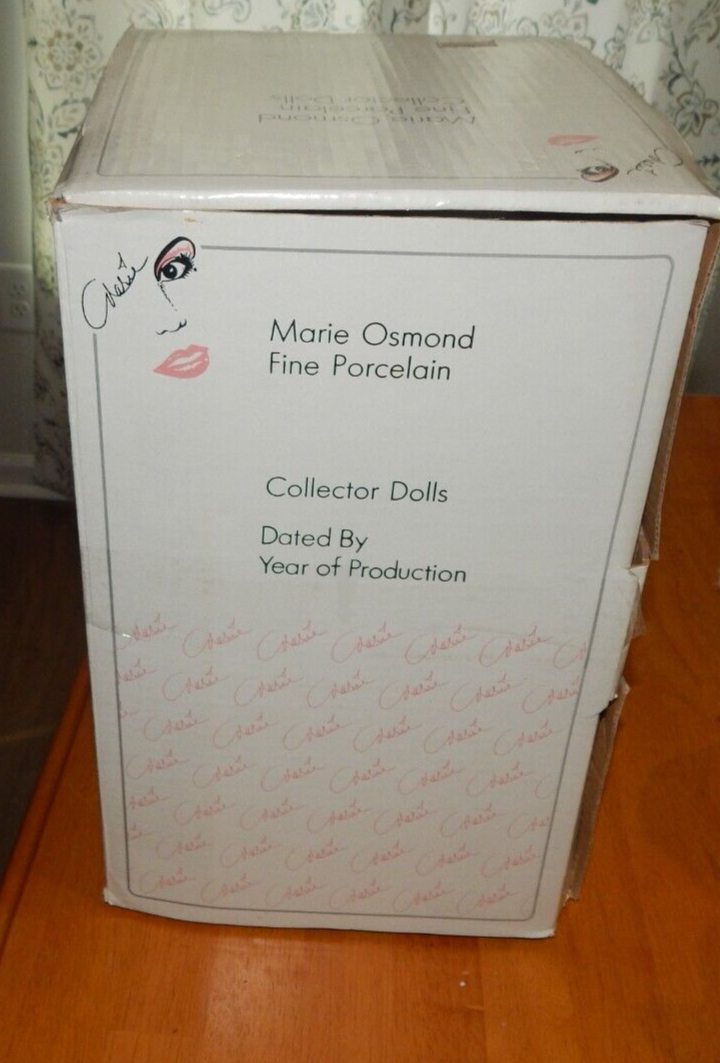 Marie Osmond
Fine Porcelain
Collector Dolls
Marie
Marie Osmond
Fine Porcelain
Collector Dolls
Dated By
Year of Production